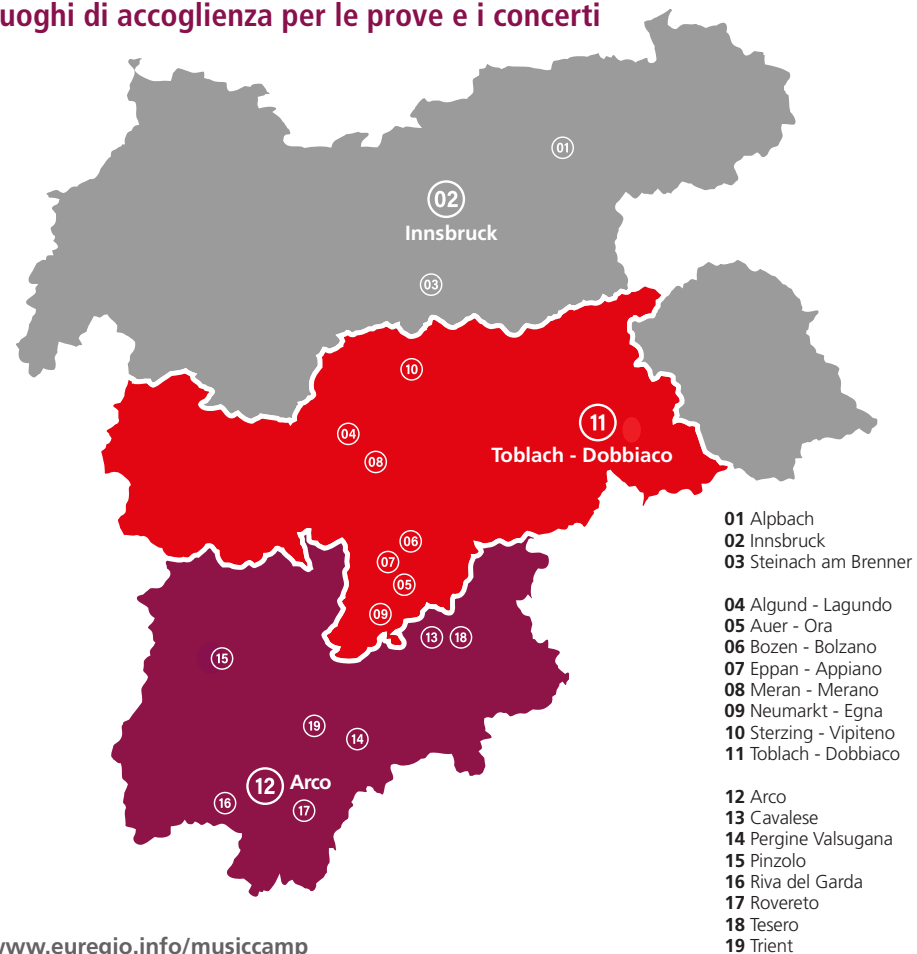 uoghi di accoglienza per le prove e i concerti
01
02
Innsbruck
03
10
04
11
08
Toblach - Dobbiaco
06
07
05
09
13 18
15
19
14
12 Arco
16
17
01 Alpbach
02 Innsbruck
03 Steinach am Brenner
04 Algund - Lagundo
05 Auer - Ora
06 Bozen - Bolzano
07 Eppan - Appiano
08 Meran - Merano
09 Neumarkt - Egna
10 Sterzing - Vipiteno
11 Toblach - Dobbiaco
12 Arco
13 Cavalese
14 Pergine Valsugana
15 Pinzolo
16 Riva del Garda
17 Rovereto
18 Tesero
19 Trient
www.euregio.info/musiccamp